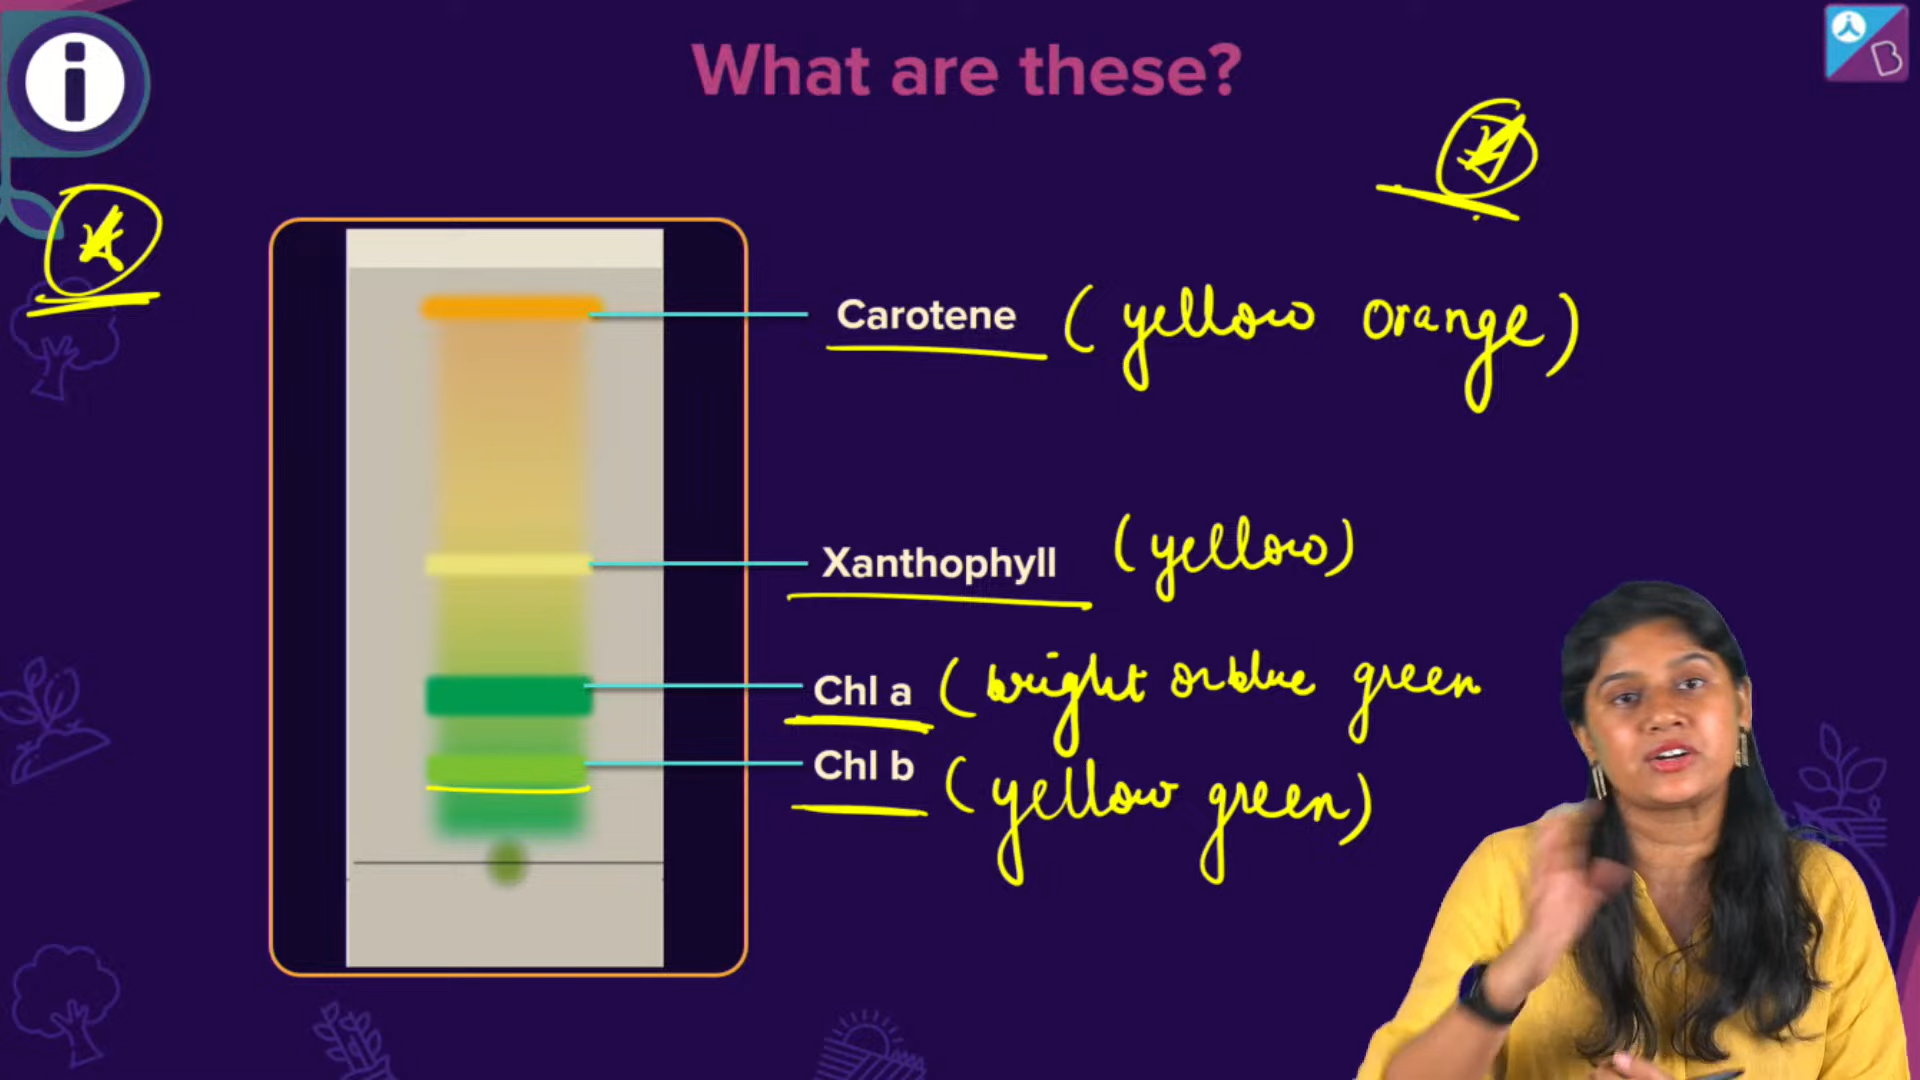 What are these?
Carotene (yellow orange)
Xanthophyll (yellow)
Chl a (bright or blue green
Chl b (yellow green)